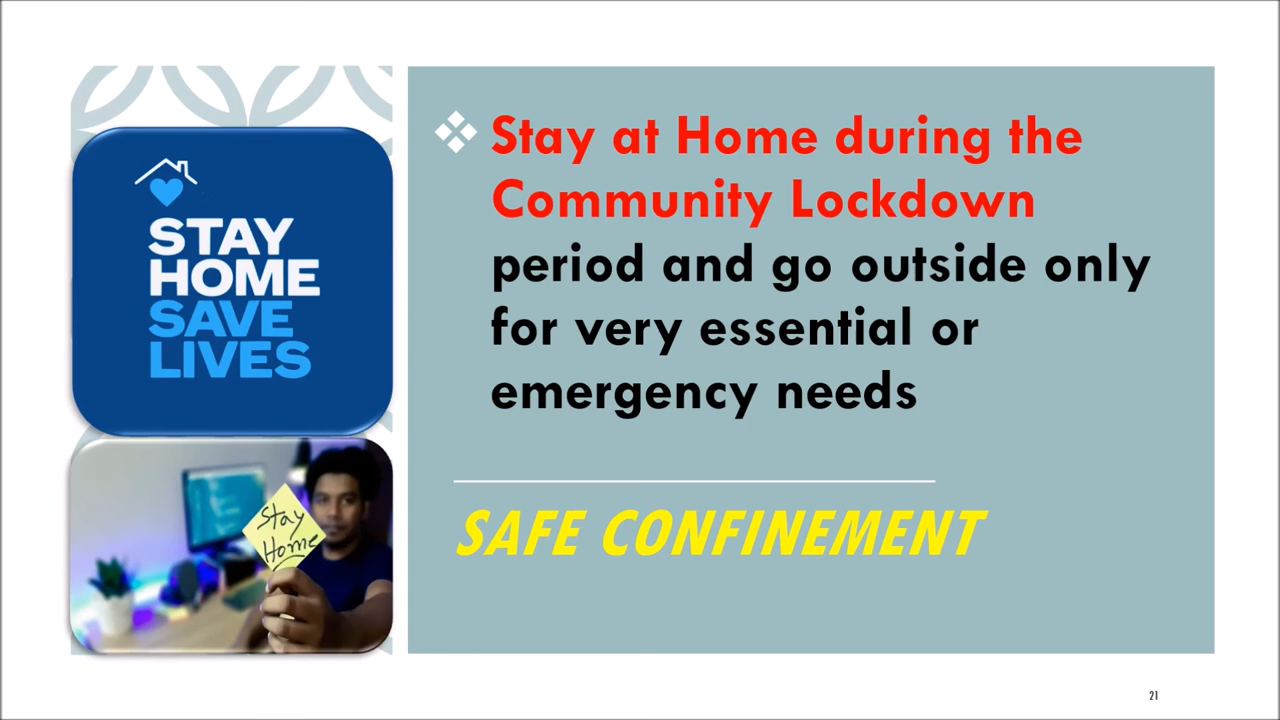 STAY
HOME
SAVE
LIVES
Stay
Home
Stay at Home during the
Community Lockdown
period and go outside only
for very essential or
emergency needs
SAFE CONFINEMENT
21